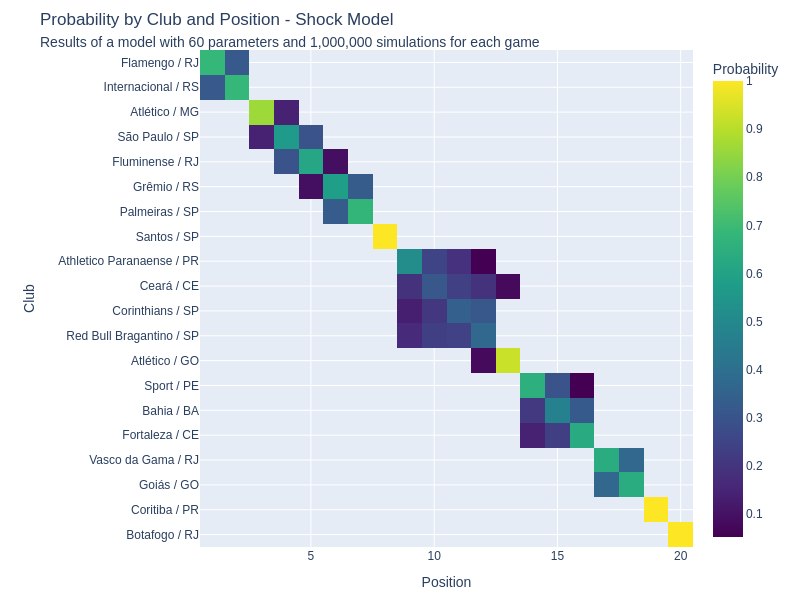 Probability by Club and Position - Shock Model
Results of a model with 60 parameters and 1,000,000 simulations for each game
Probability
Flamengo / RJ
Internacional / RS
Atlético / MG
São Paulo / SP
Fluminense / RJ
Grêmio / RS
Palmeiras / SP
Santos / SP
Athletico Paranaense / PR
Ceará / CE
Corinthians / SP
Red Bull Bragantino / SP
Atlético / GO
Sport / PE
Bahia / BA
Fortaleza / CE
Vasco da Gama / RJ
Goiás / GO
Coritiba / PR
Botafogo / RJ
Club
5
10
15
20
Position
1
0.9
0.8
0.7
0.6
0.5
0.4
0.3
0.2
0.1